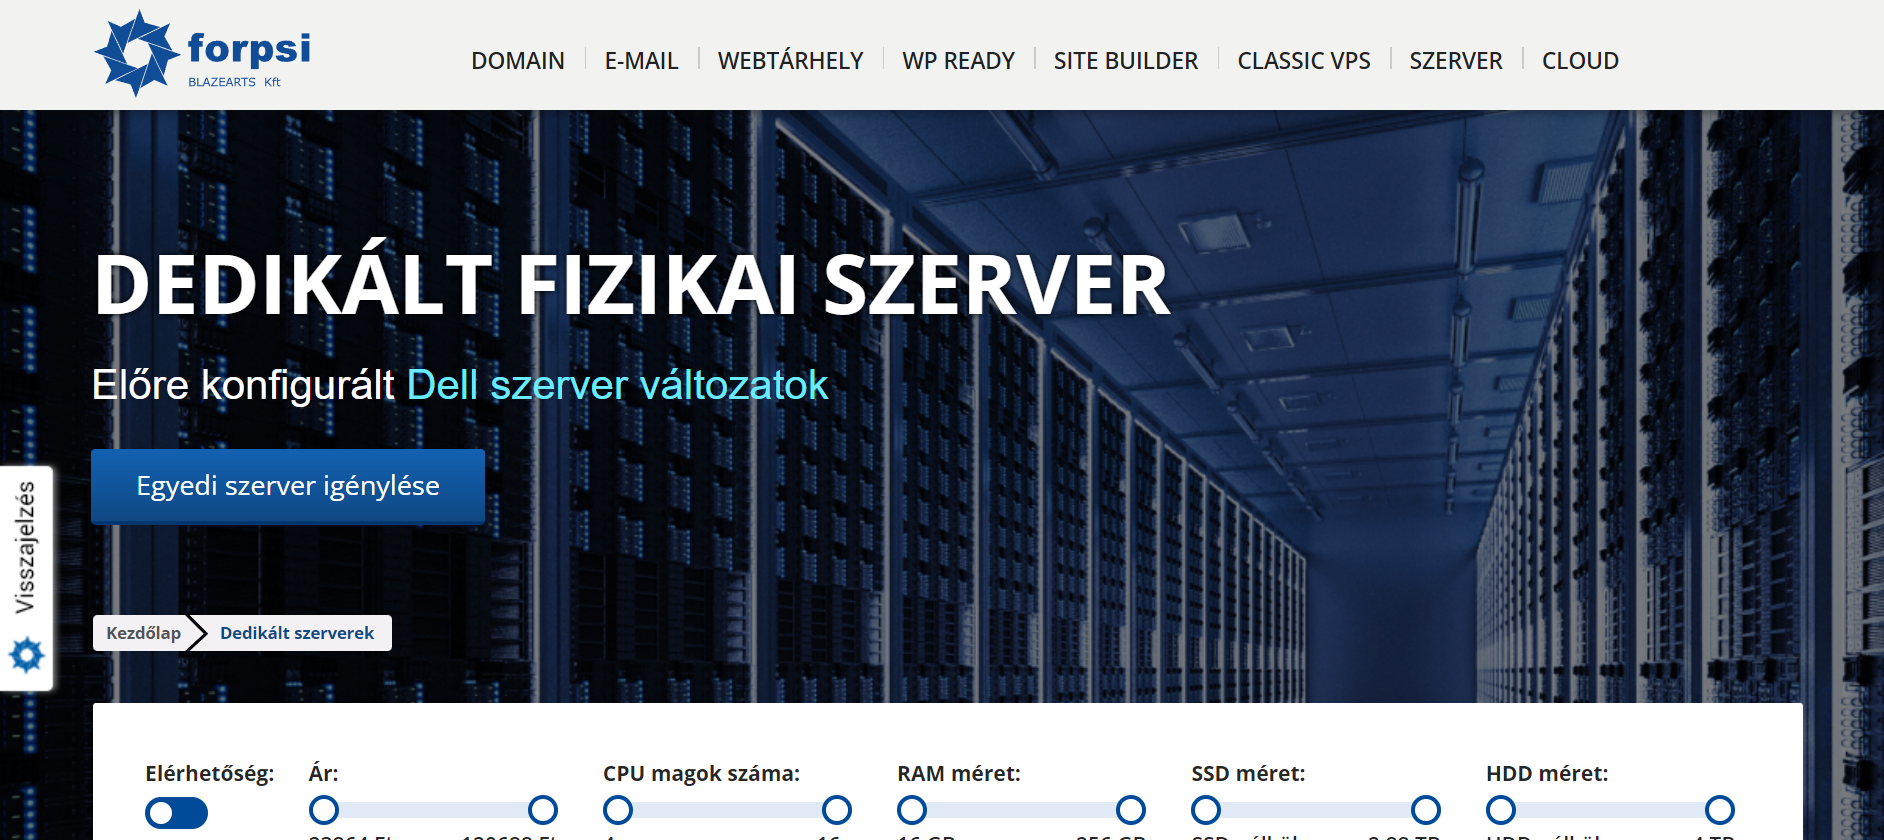 forpsi
BLAZEARTS Kft
DOMAIN
E-MAIL
WEBTÁRHELY
WP READY
SITE BUILDER
CLASSIC VPS
SZERVER
CLOUD
DEDIKÁLT FIZIKAI SZERVER
Előre konfigurált Dell szerver változatok
Egyedi szerver igénylése
Visszajelzés
Kezdőlap
Dedikált szerverek
Elérhetőség:
Ár:
CPU magok száma:
RAM méret:
SSD méret:
HDD méret: